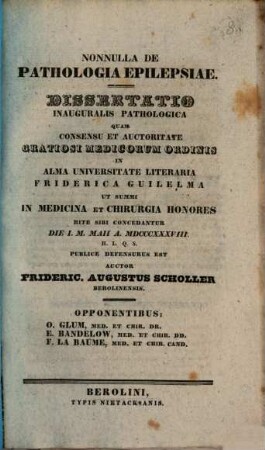 NONNULLA DE
PATHOLOGIA EPILEPSIAE.
DISSERTATIO
INAUGURALIS PATHOLOGICA
QUAM
CONSENSU ET AUCTORITATE
GRATIOSI MEDICORUM ORDINIS
IN
ALMA UNIVERSITATE LITERARIA
FRIDERICA GUILELMA
UT SUMMI
IN MEDICINA ET CHIRURGIA HONORES
RITE SIBI CONCEDANTUR
DIE I. M. MAII A. MDCCCXXXVIII.
H. L. Q. S.
PUBLICE DEFENSURUS EST
AUCTOR
FRIDERIC. AUGUSTUS SCHOLLER
BEROLINENSIS.
OPPONENTIBUS:
O. GLUM, MED. ET CHIR. DR.
E. BANDELOW, MED. ET CHIR. DD.
F. LA BAUME, MED. ET CHIR. CAND.
BEROLINI,
TYPIS NIETACKIANIS.